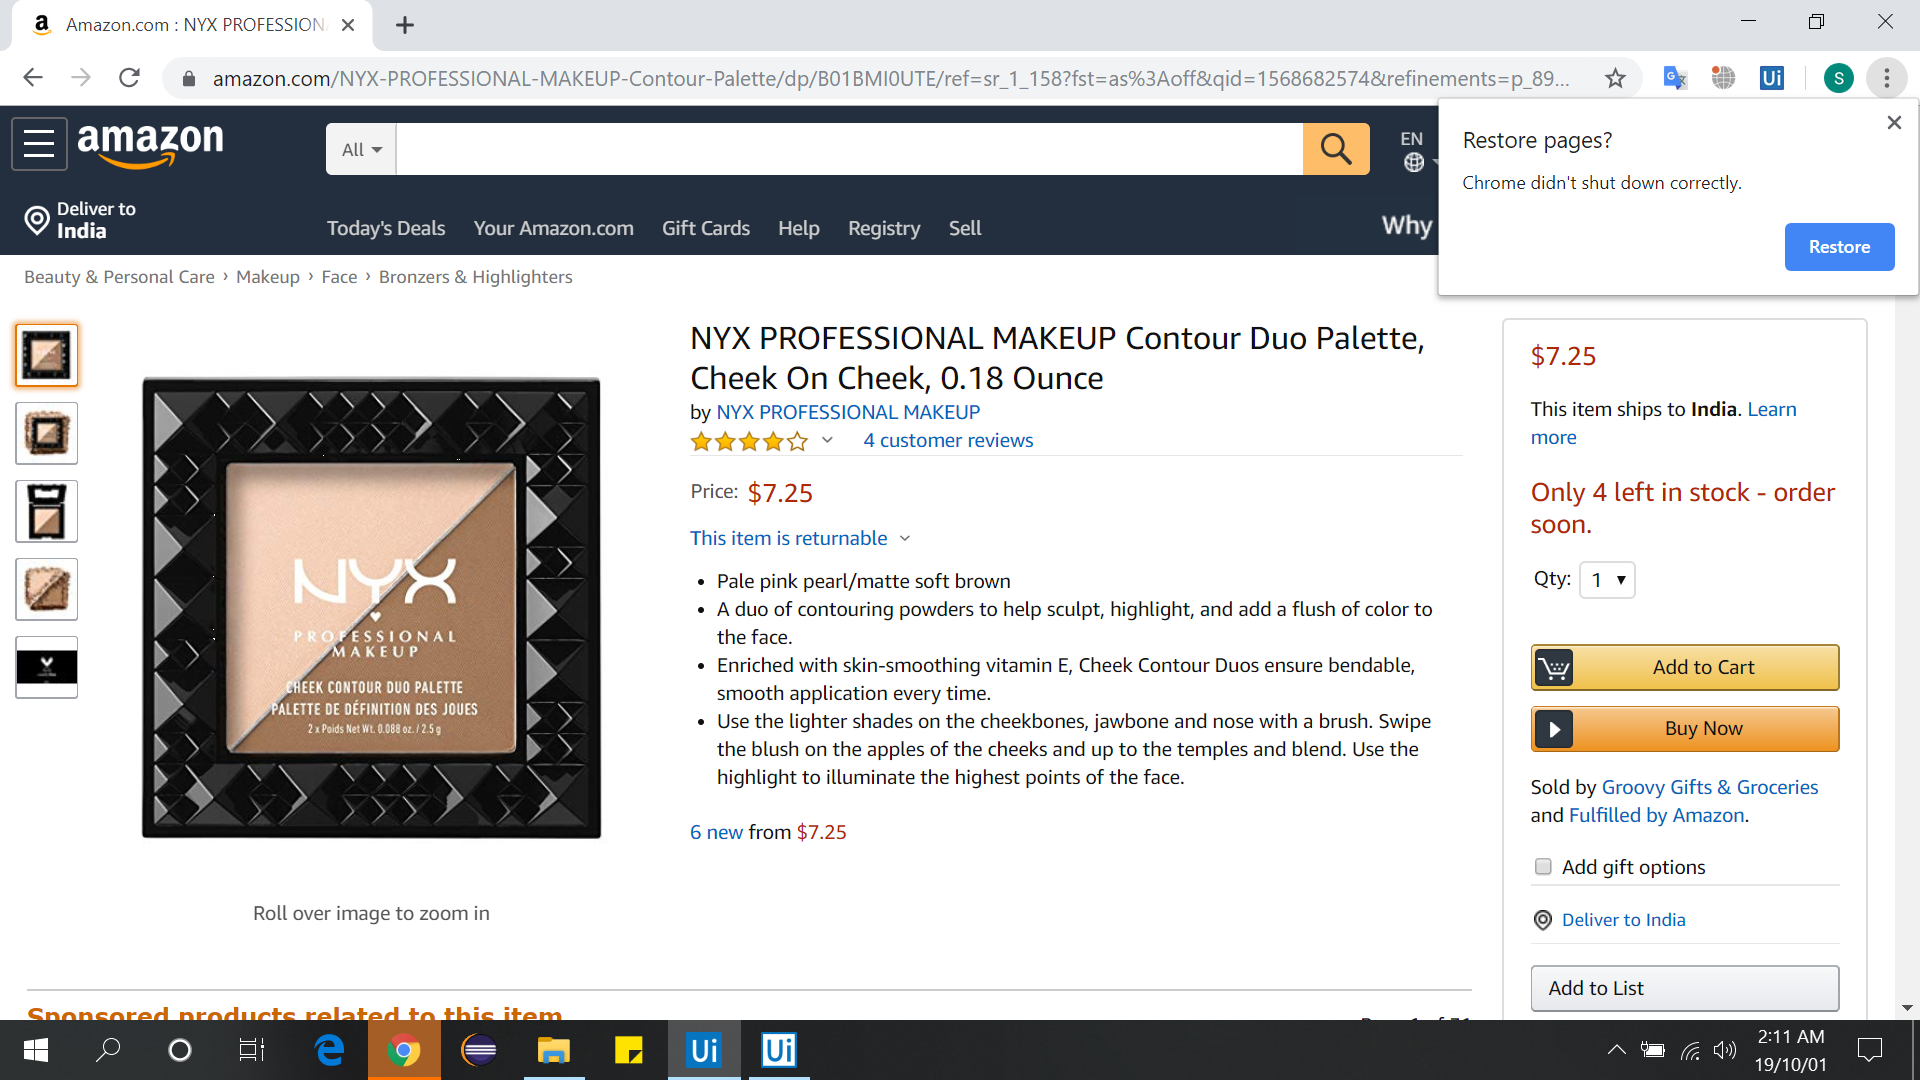 Amazon.com : NYX PROFESSION
amazon.com/NYX-PROFESSIONAL-MAKEUP-Contour-Palette/dp/B01BMI0UTE/ref=sr_1_158?fst=as%3Aoff&qid=1568682574&refinements=p_89...
Ui
S
Restore pages?
Chrome didn't shut down correctly.
Restore
amazon
All
EN
Deliver to
India
Today's Deals Your Amazon.com Gift Cards Help Registry Sell
Why
Beauty & Personal Care › Makeup › Face › Bronzers & Highlighters
NYX
PROFESSIONAL
MAKEUP
CHEEK CONTOUR DUO PALETTE
PALETTE DE DÉFINITION DES JOUES
2 x Poids Net Wt. 0.088 oz. / 2.5 g
Roll over image to zoom in
NYX PROFESSIONAL MAKEUP Contour Duo Palette,
Cheek On Cheek, 0.18 Ounce
by NYX PROFESSIONAL MAKEUP
4 customer reviews
Price: $7.25
This item is returnable
• Pale pink pearl/matte soft brown
• A duo of contouring powders to help sculpt, highlight, and add a flush of color to
the face.
• Enriched with skin-smoothing vitamin E, Cheek Contour Duos ensure bendable,
smooth application every time.
• Use the lighter shades on the cheekbones, jawbone and nose with a brush. Swipe
the blush on the apples of the cheeks and up to the temples and blend. Use the
highlight to illuminate the highest points of the face.
6 new from $7.25
$7.25
This item ships to India. Learn
more
Only 4 left in stock - order
soon.
Qty: 1
Add to Cart
Buy Now
Sold by Groovy Gifts & Groceries
and Fulfilled by Amazon.
Add gift options
Deliver to India
Add to List
Sponsored products related to this item
Page 1 of 71
Ui
Ui
2:11 AM
19/10/01